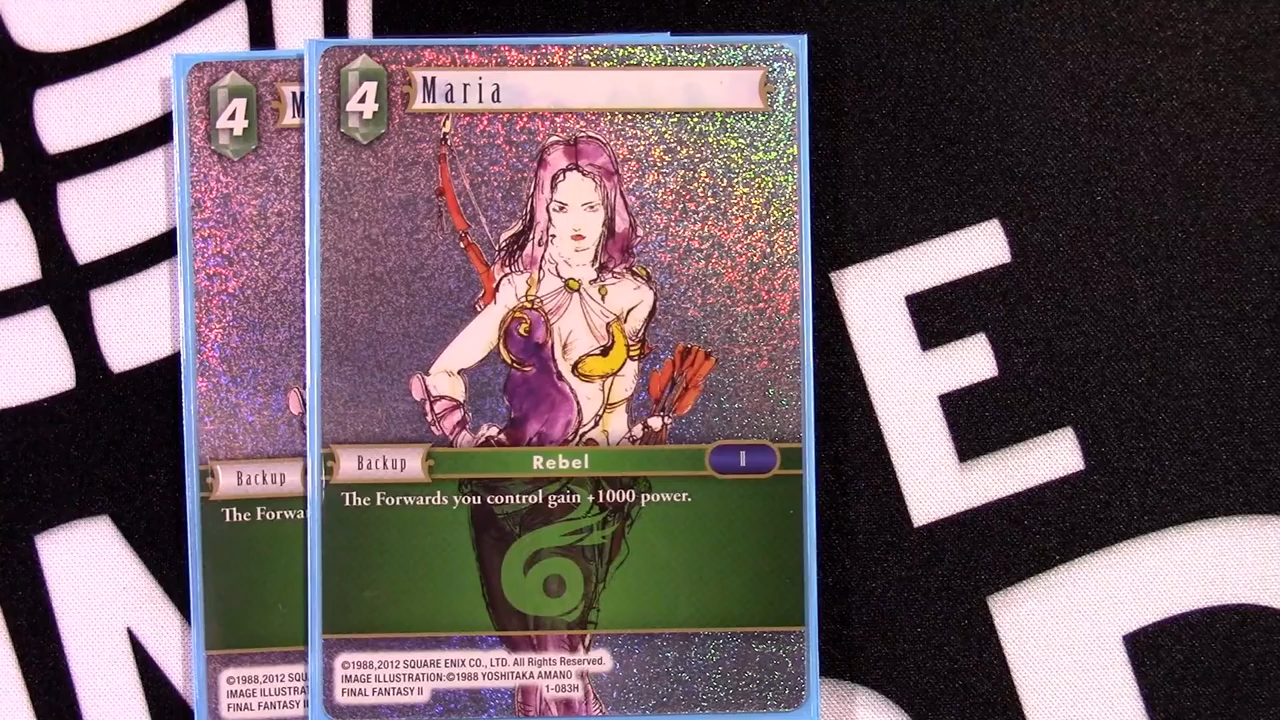 4
M
Backup
The Forwa
©1988,2012 SQU
IMAGE ILLUSTRA
FINAL FANTASY II
4
Maria
Backup
Rebel
II
The Forwards you control gain +1000 power.
©1988,2012 SQUARE ENIX CO., LTD. All Rights Reserved.
IMAGE ILLUSTRATION:©1988 YOSHITAKA AMANO
FINAL FANTASY II
1-083H
E